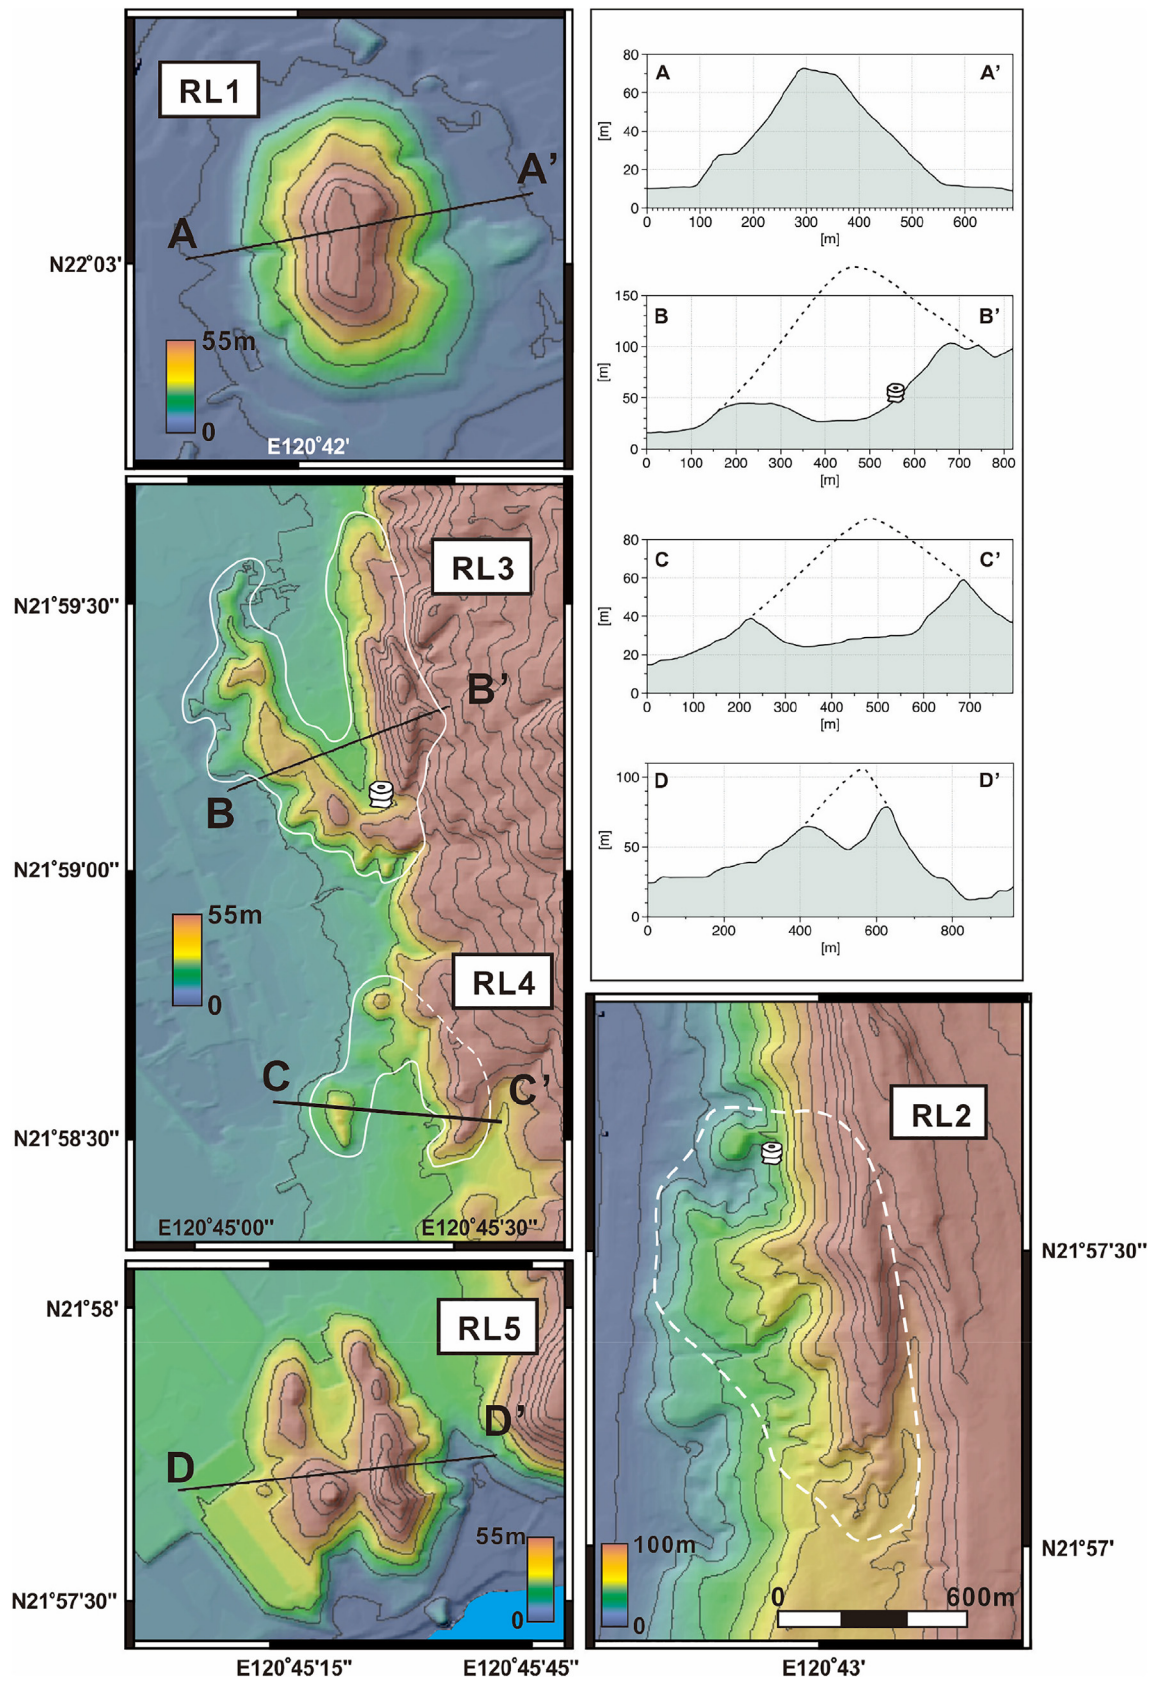 RL1
A
A’
N22°03'
55m
0
E120°42'
RL3
N21°59'30"
B’
B
N21°59'00"
55m
0
RL4
C
C’
N21°58'30"
E120°45'00"
E120°45'30"
N21°58'
RL5
D’
D
55m
0
N21°57'30"
E120°45'15"
E120°45'45"
A
A’
80
60
40
20
0
[m]
0 100 200 300 400 500 600
[m]
B
B’
150
100
50
0
[m]
0 100 200 300 400 500 600 700 800
[m]
C
C’
80
60
40
20
0
[m]
0 100 200 300 400 500 600 700
[m]
D
D’
100
50
0
[m]
0 200 400 600 800
[m]
RL2
N21°57'30"
N21°57'
100m
0
0 600m
E120°43'